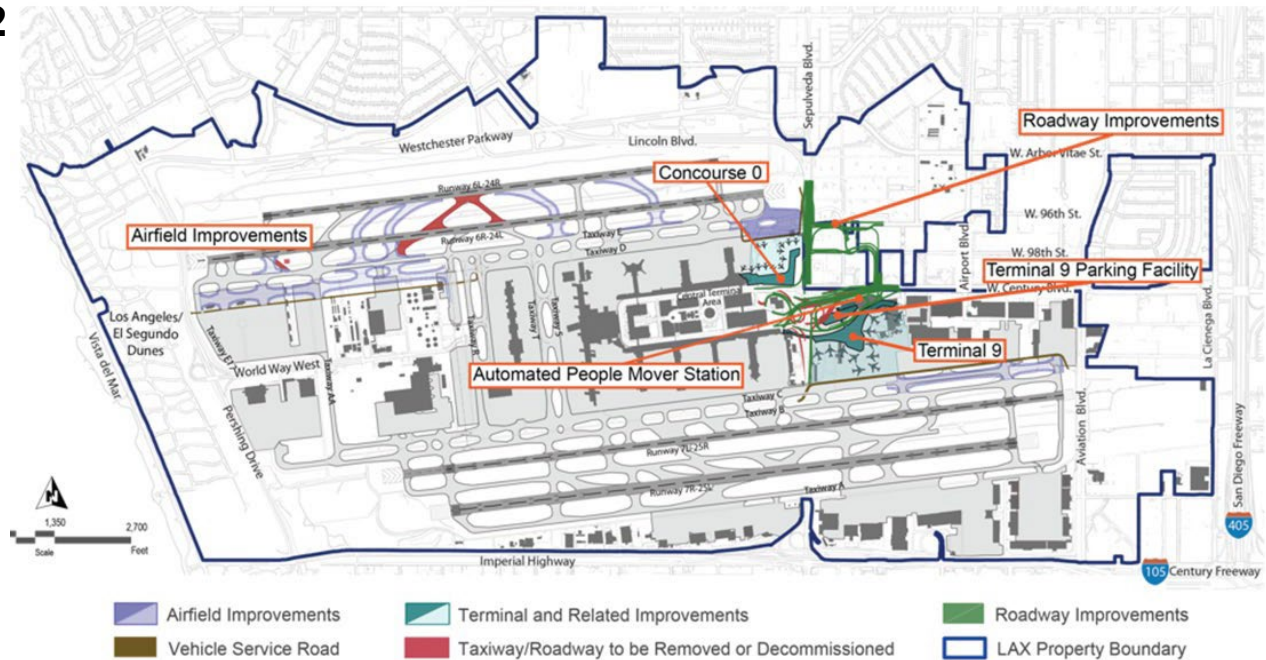 2
Sepulveda Blvd.
Roadway Improvements
Westchester Parkway
Lincoln Blvd.
W. Arbor Vitae St.
Concourse 0
Runway 6L-24R
W. 96th St.
Airfield Improvements
Runway 6R-24L
Taxiway E
Taxiway D
Airport Blvd.
W. 98th St.
Terminal 9 Parking Facility
W. Century Blvd.
Central Terminal
Area
Los Angeles/
El Segundo
Dunes
Vista del Mar
Taxiway T
Taxiway S
Taxiway R
La Cienega Blvd.
World Way West
Taxiway AA
Terminal 9
Automated People Mover Station
Taxiway C
Taxiway B
Pershing Drive
Aviation Blvd.
Runway 7L-25R
Runway 7R-25L
Taxiway A
San Diego Freeway
405
N
1,350
2,700
Scale
Feet
Imperial Highway
105
Century Freeway
Airfield Improvements
Terminal and Related Improvements
Roadway Improvements
Vehicle Service Road
Taxiway/Roadway to be Removed or Decommissioned
LAX Property Boundary